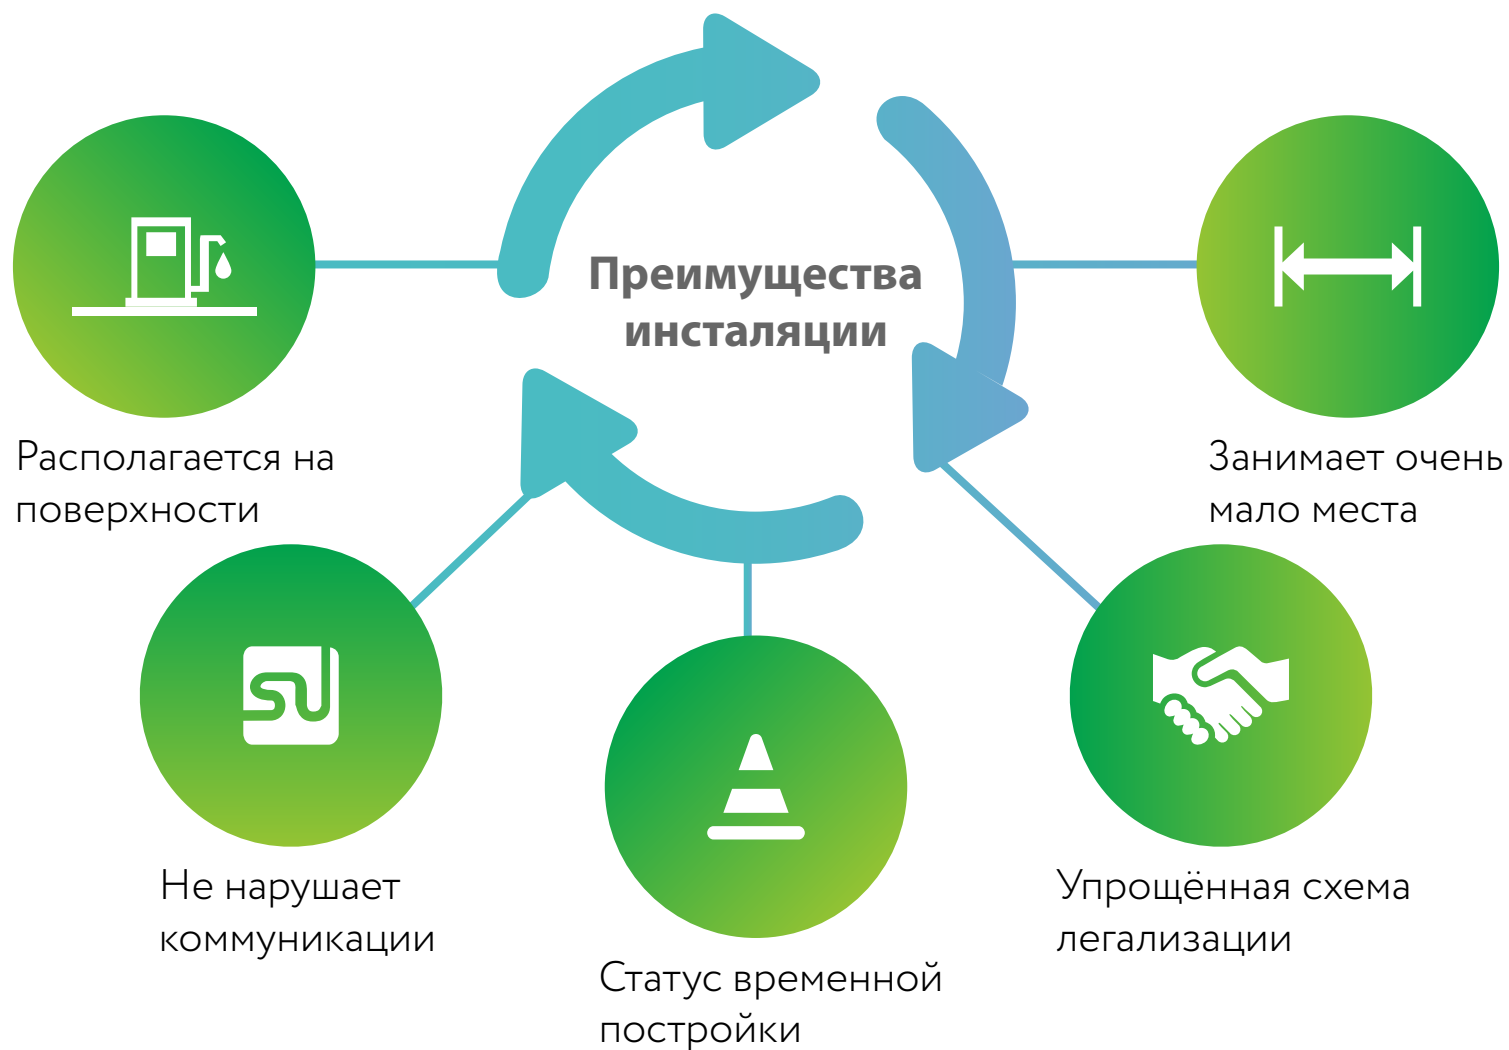 Преимущества
инсталяции
Располагается на
поверхности
Занимает очень
мало места
Не нарушает
коммуникации
Упрощённая схема
легализации
Статус временной
постройки